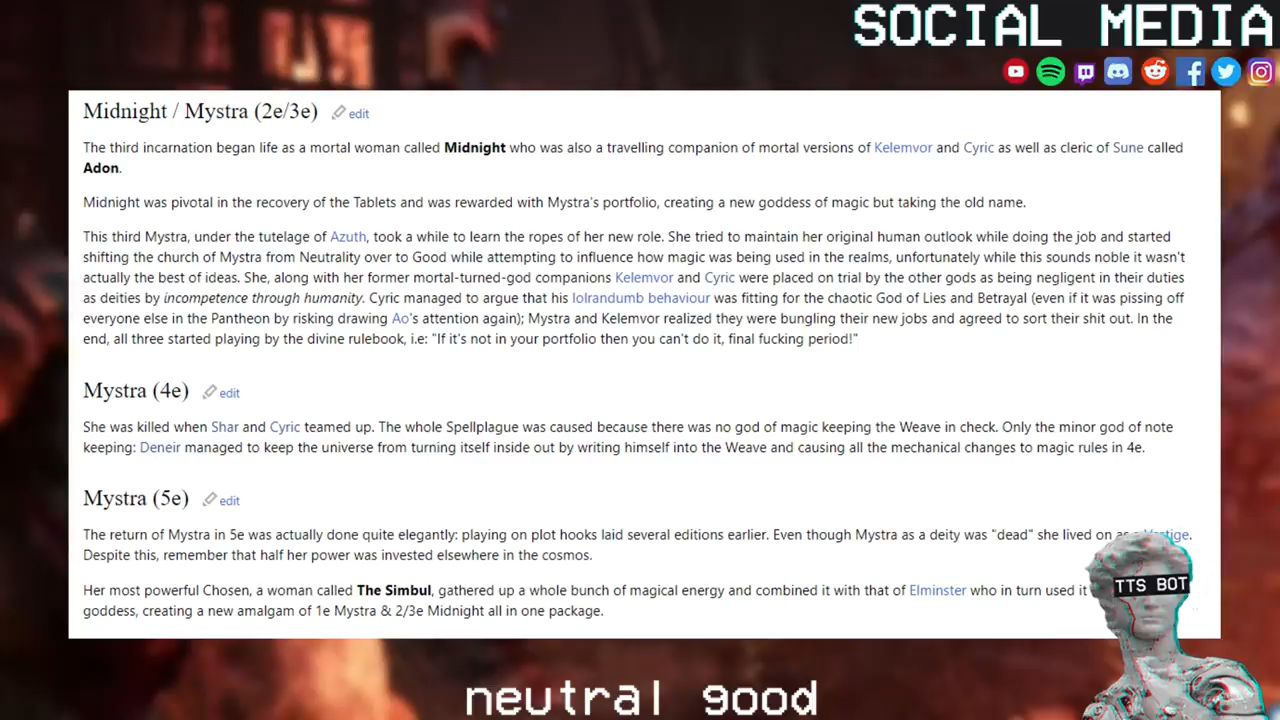 SOCIAL MEDIA
Midnight / Mystra (2e/3e) edit
The third incarnation began life as a mortal woman called Midnight who was also a travelling companion of mortal versions of Kelemvor and Cyric as well as cleric of Sune called
Adon.
Midnight was pivotal in the recovery of the Tablets and was rewarded with Mystra's portfolio, creating a new goddess of magic but taking the old name.
This third Mystra, under the tutelage of Azuth, took a while to learn the ropes of her new role. She tried to maintain her original human outlook while doing the job and started
shifting the church of Mystra from Neutrality over to Good while attempting to influence how magic was being used in the realms, unfortunately while this sounds noble it wasn't
actually the best of ideas. She, along with her former mortal-turned-god companions Kelemvor and Cyric were placed on trial by the other gods as being negligent in their duties
as deities by incompetence through humanity. Cyric managed to argue that his lolrandumb behaviour was fitting for the chaotic God of Lies and Betrayal (even if it was pissing off
everyone else in the Pantheon by risking drawing Ao's attention again); Mystra and Kelemvor realized they were bungling their new jobs and agreed to sort their shit out. In the
end, all three started playing by the divine rulebook, i.e: "If it's not in your portfolio then you can't do it, final fucking period!"
Mystra (4e) edit
She was killed when Shar and Cyric teamed up. The whole Spellplague was caused because there was no god of magic keeping the Weave in check. Only the minor god of note
keeping: Deneir managed to keep the universe from turning itself inside out by writing himself into the Weave and causing all the mechanical changes to magic rules in 4e.
Mystra (5e) edit
The return of Mystra in 5e was actually done quite elegantly: playing on plot hooks laid several editions earlier. Even though Mystra as a deity was "dead" she lived on as
Despite this, remember that half her power was invested elsewhere in the cosmos.
Her most powerful Chosen, a woman called The Simbul, gathered up a whole bunch of magical energy and combined it with that of Elminster who in turn used it
goddess, creating a new amalgam of 1e Mystra & 2/3e Midnight all in one package.
TTS BOT
neutral good